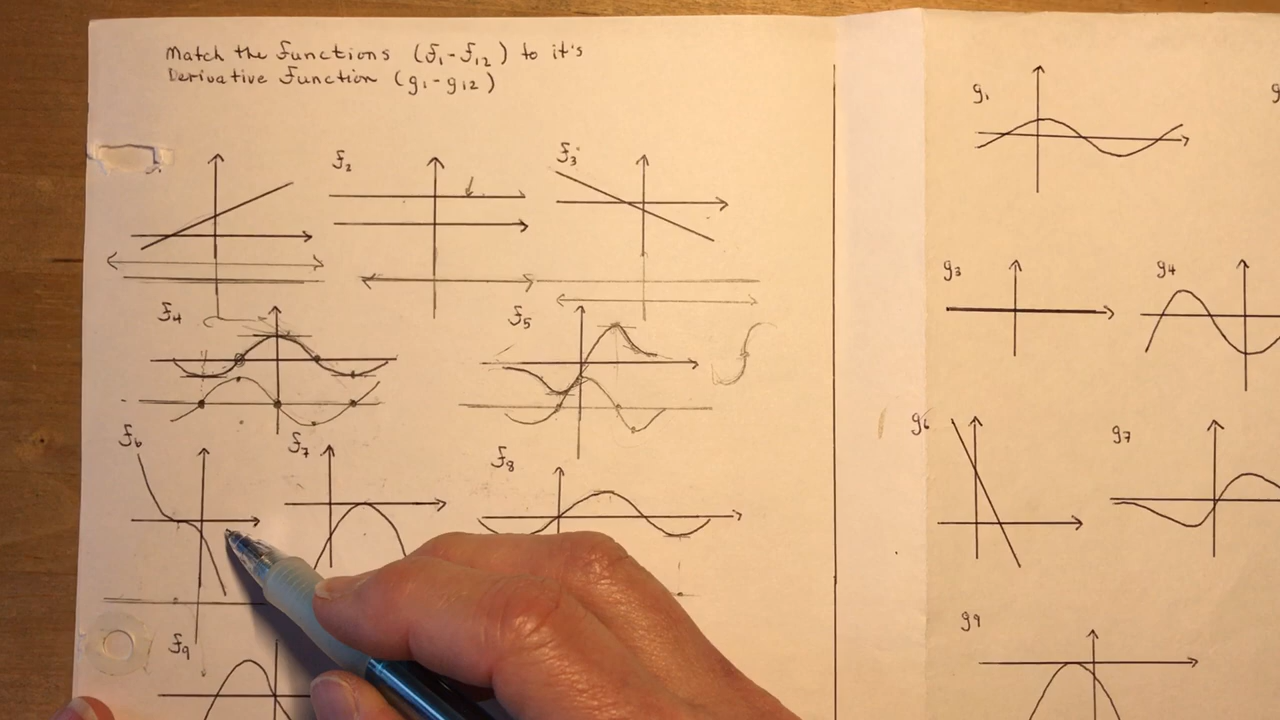 Match the functions (f1-f12) to it's
Derivative function (g1-g12)
f2
f3
f4
f5
f6
f7
f8
f9
g1
g3
g4
g6
g7
g9